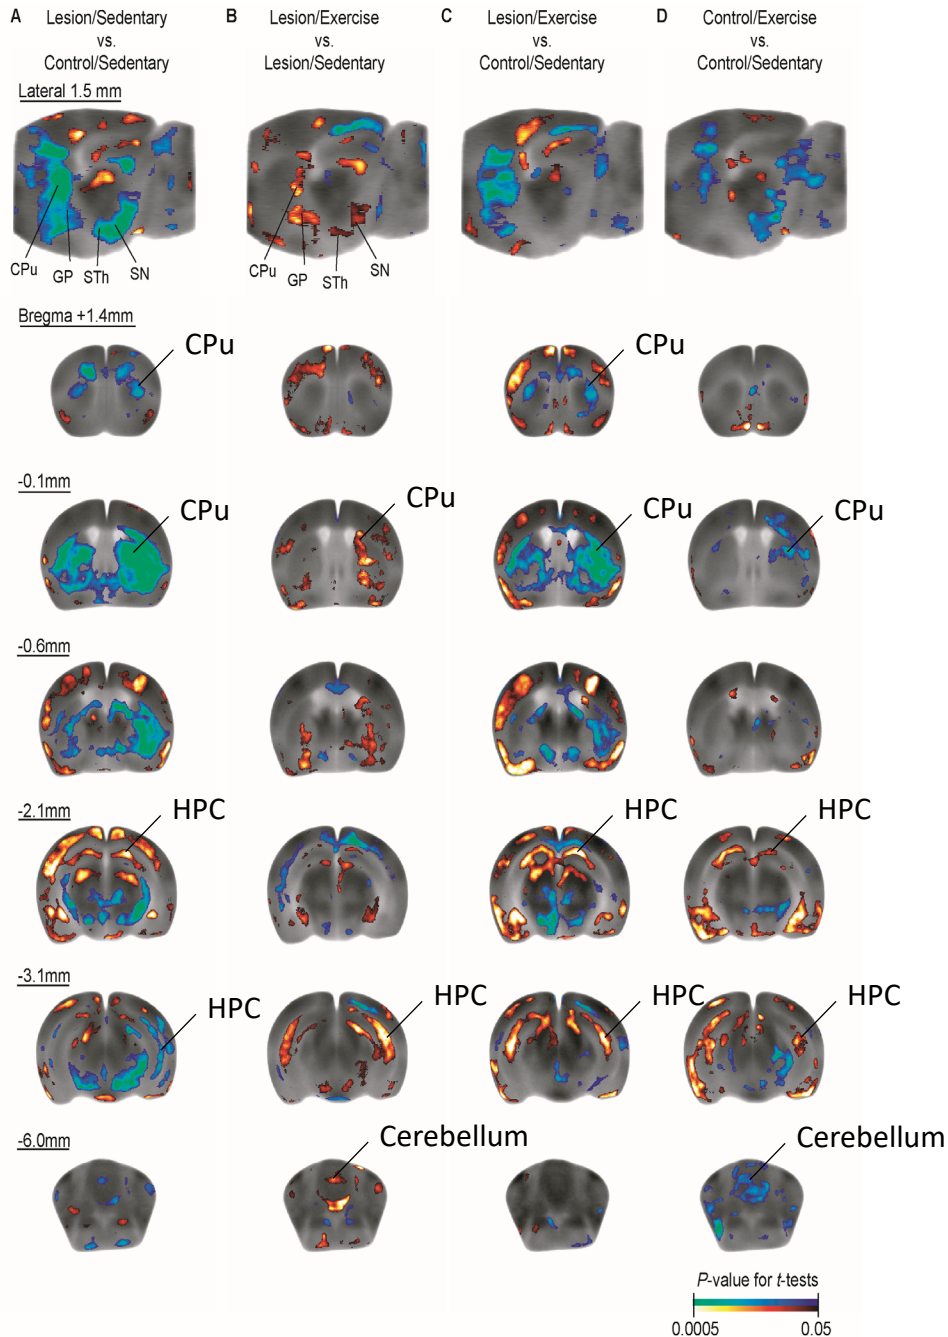 A Lesion/Sedentary
vs.
Control/Sedentary
B Lesion/Exercise
vs.
Lesion/Sedentary
C Lesion/Exercise
vs.
Control/Sedentary
D Control/Exercise
vs.
Control/Sedentary
Lateral 1.5 mm
CPu GP STh SN
CPu GP STh SN
Bregma +1.4mm
CPu
CPu
-0.1mm
CPu
CPu
CPu
CPu
-0.6mm
-2.1mm
HPC
HPC
HPC
-3.1mm
HPC
HPC
HPC
HPC
-6.0mm
Cerebellum
Cerebellum
P-value for t-tests
0.0005 0.05